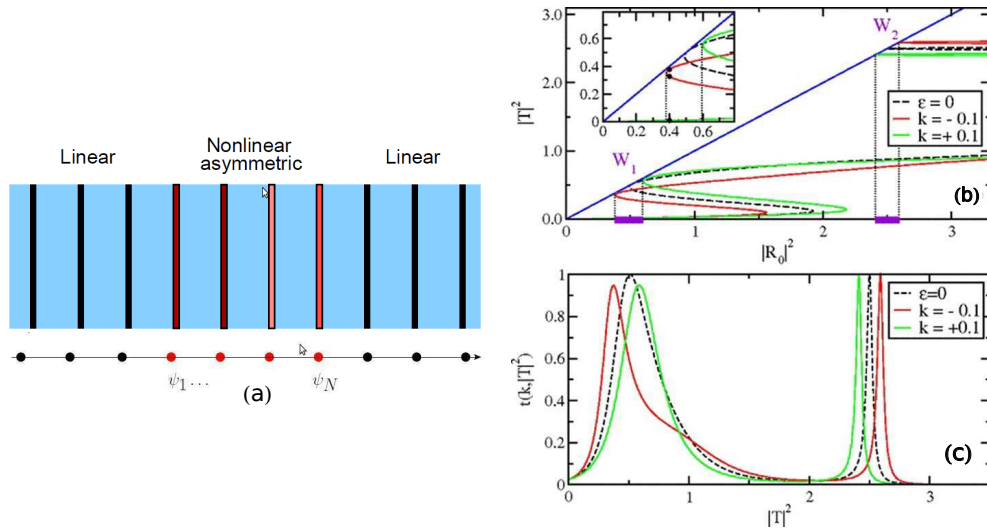 Linear
Nonlinear
asymmetric
Linear
ψ₁...
ψ_N
(a)
3.1
2.0
1.0
0.0
|T|²
0.6
0.4
0.2
0
0
0.2
0.4
0.6
W₁
W₂
ε = 0
k = - 0.1
k = + 0.1
(b)
0
1
2
3
|R₀|²
1
0.8
0.6
0.4
0.2
0
t(k,|T|²)
ε=0
k = - 0.1
k = +0.1
(c)
0
1
2
3
|T|²